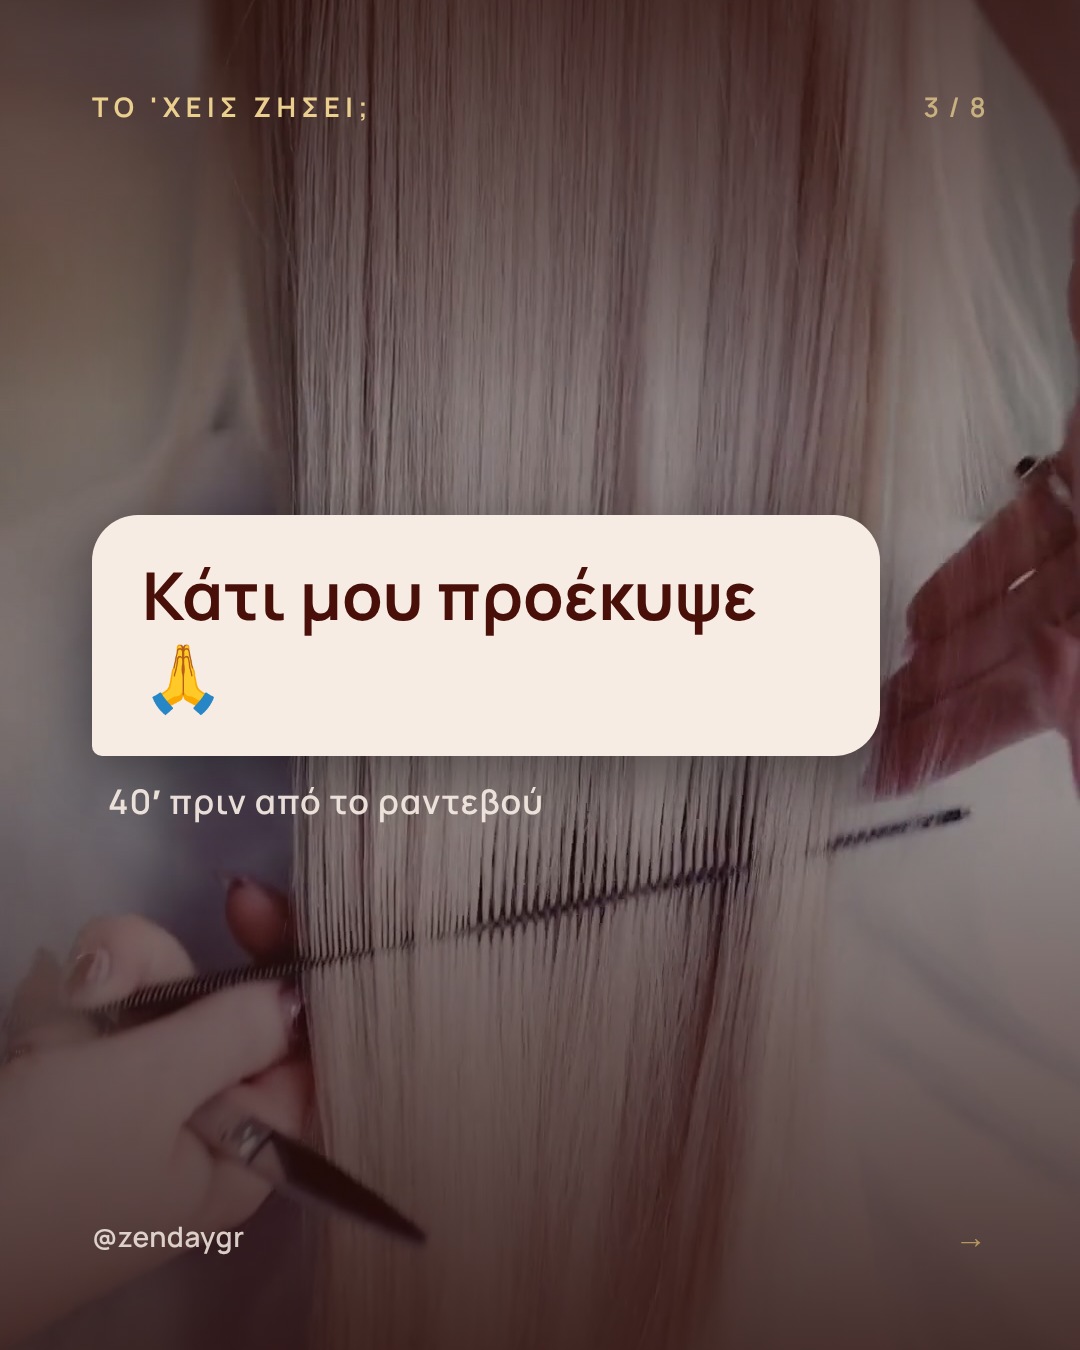 ΤΟ 'ΧΕΙΣ ΖΗΣΕΙ;
3 / 8
Κάτι μου προέκυψε
🙏
40′ πριν από το ραντεβού
@zendaygr
→